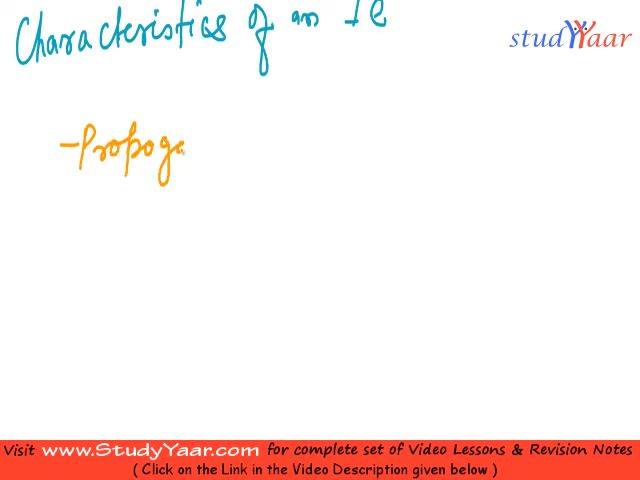 Characteristics of an IC
studYYaar
- Propoga
Visit www.StudyYaar.com for complete set of Video Lessons & Revision Notes
( Click on the Link in the Video Description given below )